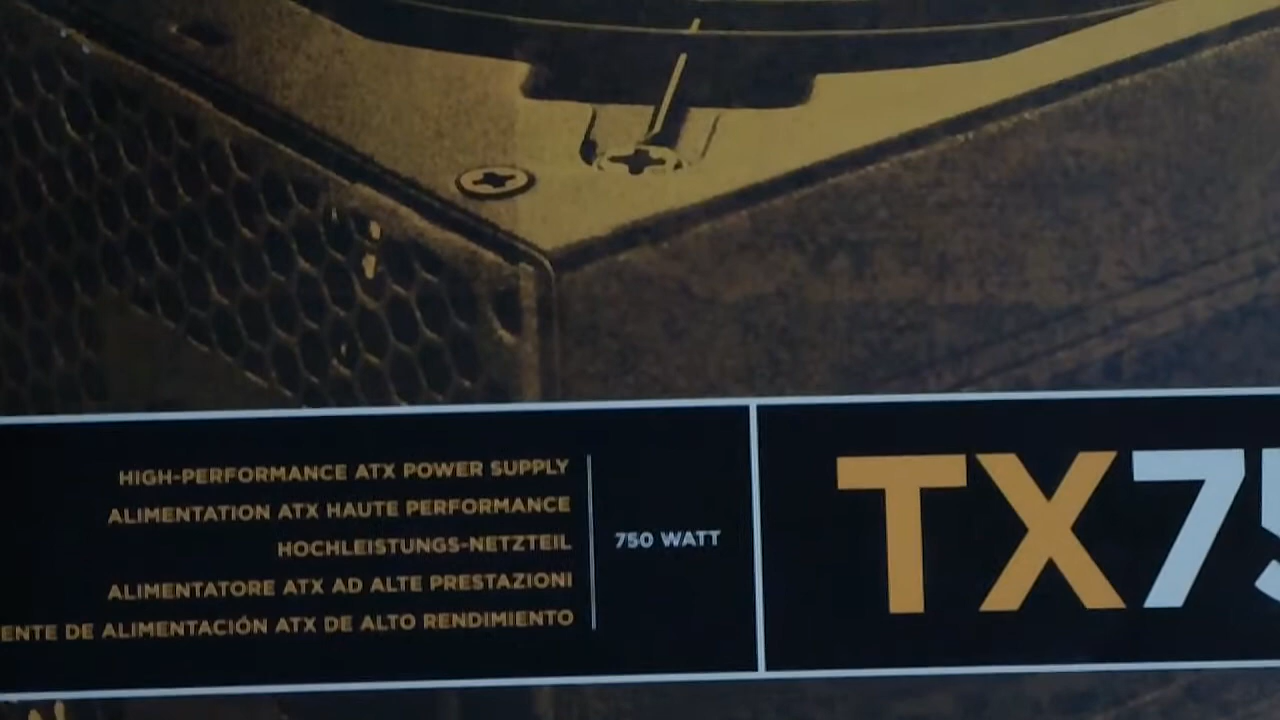 HIGH-PERFORMANCE ATX POWER SUPPLY
ALIMENTATION ATX HAUTE PERFORMANCE
HOCHLEISTUNGS-NETZTEIL
ALIMENTATORE ATX AD ALTE PRESTAZIONI
ENTE DE ALIMENTACIÓN ATX DE ALTO RENDIMIENTO
750 WATT
TX75